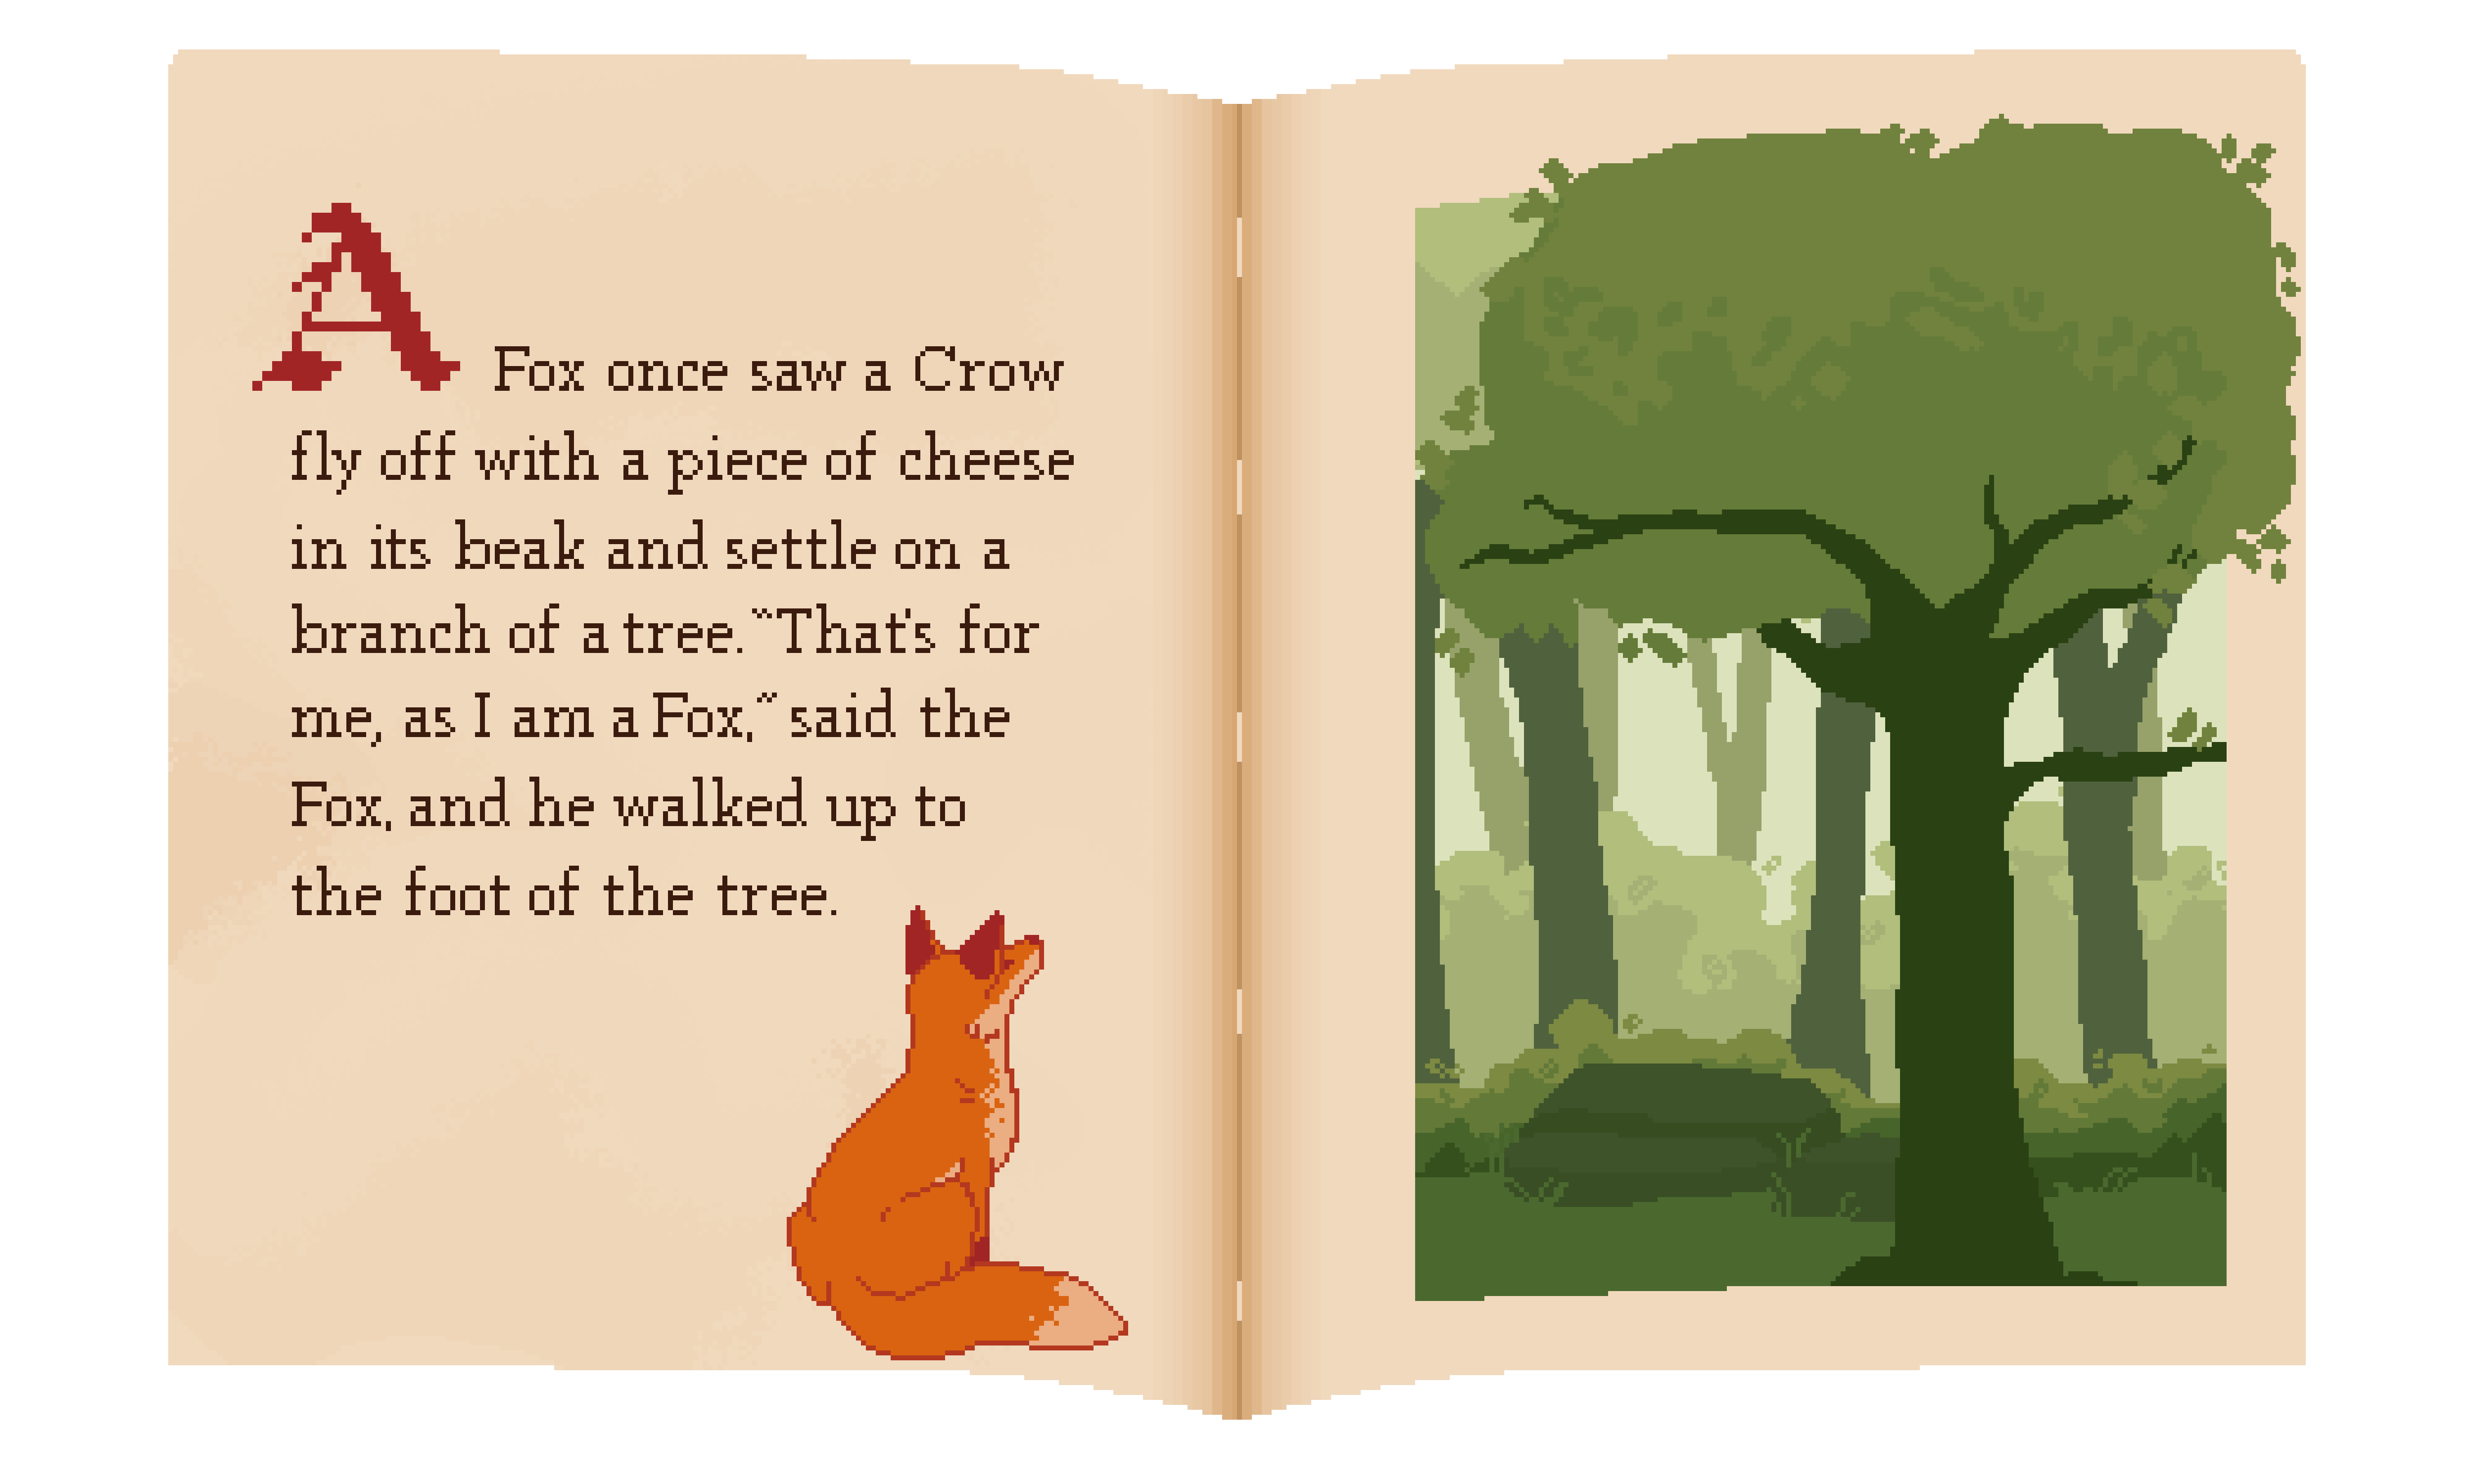 A Fox once saw a Crow
fly off with a piece of cheese
in its beak and settle on a
branch of a tree. "That's for
me, as I am a Fox," said the
Fox, and he walked up to
the foot of the tree.